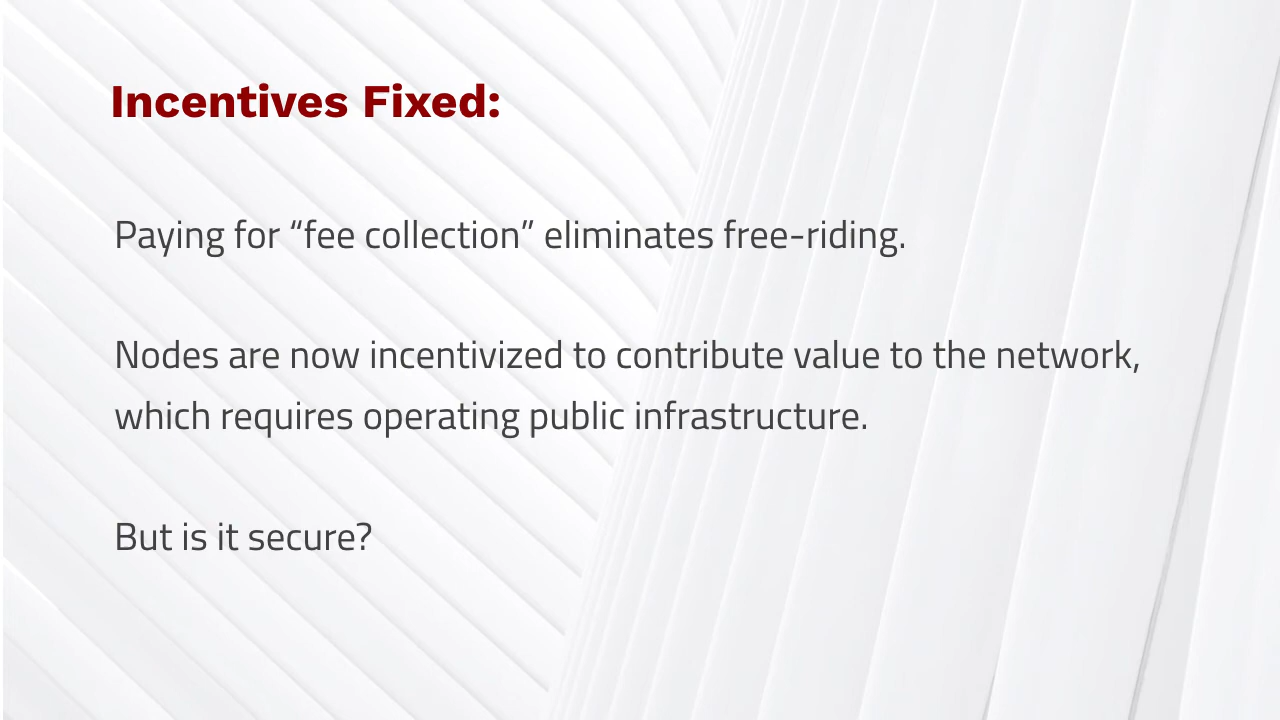 Incentives Fixed:
Paying for “fee collection” eliminates free-riding.
Nodes are now incentivized to contribute value to the network,
which requires operating public infrastructure.
But is it secure?